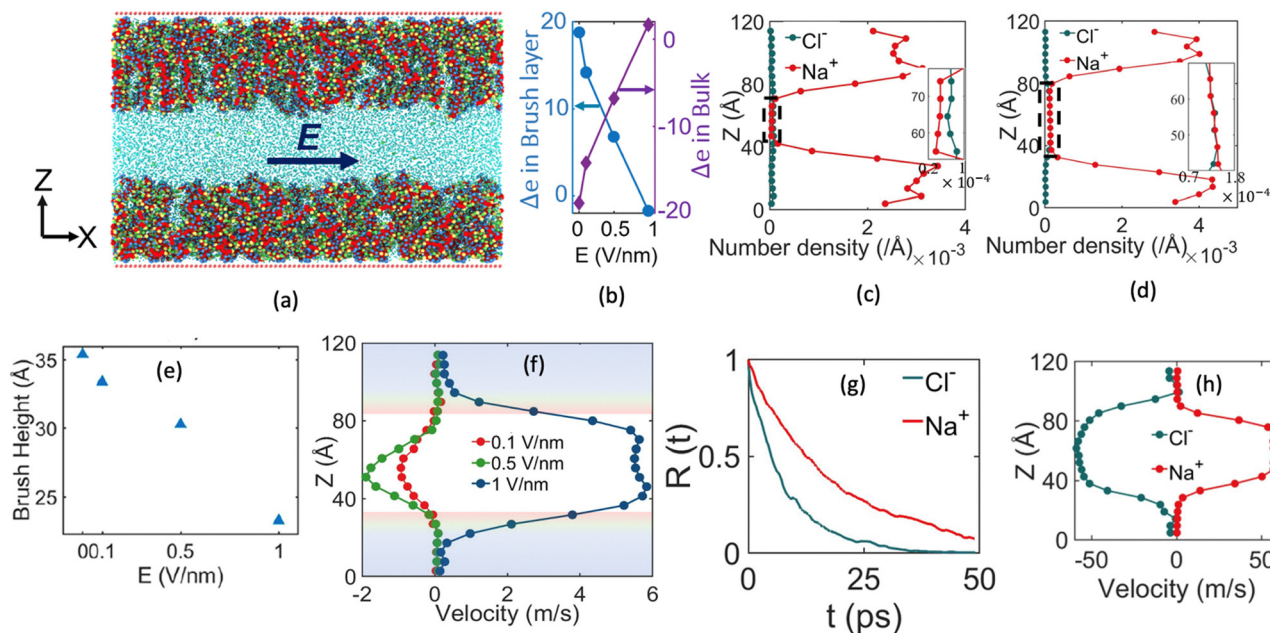 E
Z
X
(a)
Δe in Brush layer
20
10
0
0
-10
-20
Δe in Bulk
0 0.5 1
E (V/nm)
(b)
(c)
120
80
40
0
Z (Å)
Cl⁻
Na⁺
70
60
0.2 1
× 10⁻⁴
0 2 4
Number density (/Å) × 10⁻³
(c)
(d)
120
80
40
0
Z (Å)
Cl⁻
Na⁺
60
50
0.7 1.8
× 10⁻⁴
0 2 4
Number density (/Å) × 10⁻³
(d)
(e)
35
30
25
Brush Height (Å)
00.1 0.5 1
E (V/nm)
(f)
120
80
40
0
Z (Å)
0.1 V/nm
0.5 V/nm
1 V/nm
-2 0 2 4 6
Velocity (m/s)
(g)
1
0.5
0
R (t)
Cl⁻
Na⁺
0 25 50
t (ps)
(h)
120
80
40
0
Z (Å)
Cl⁻
Na⁺
-50 0 50
Velocity (m/s)